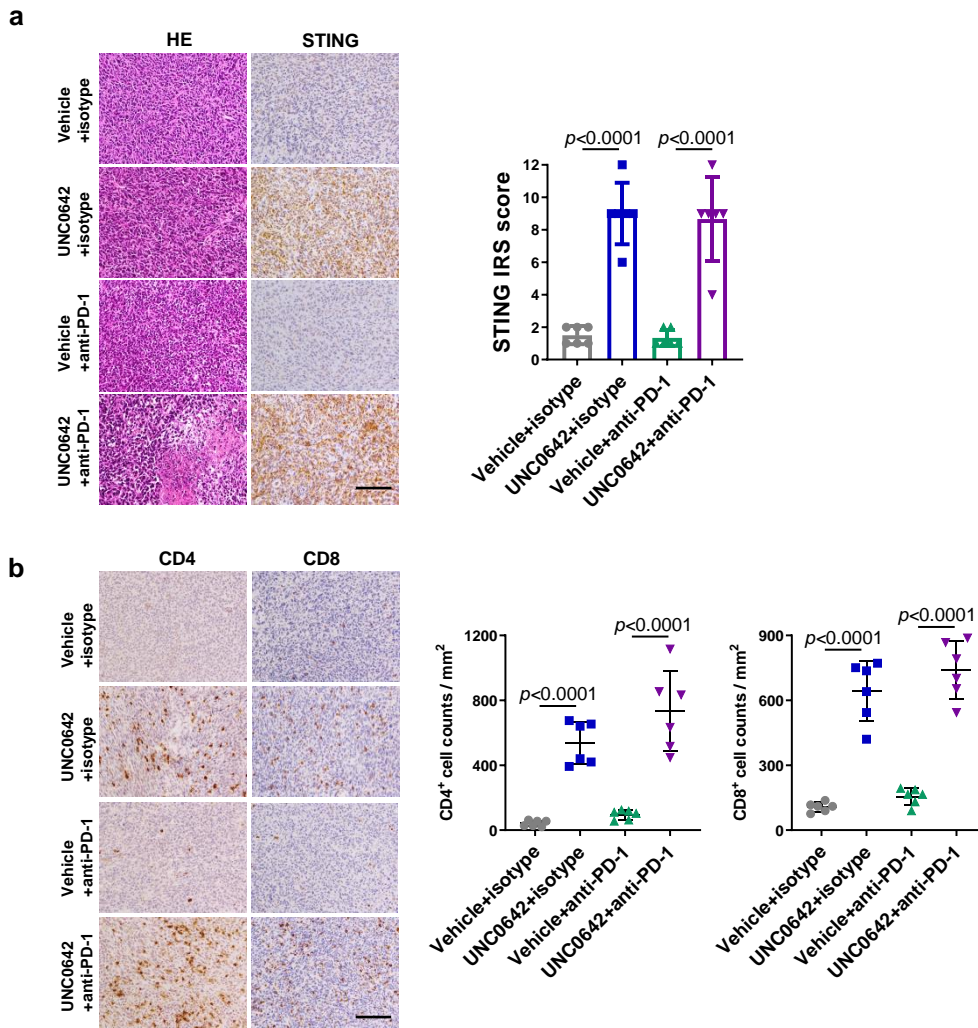 a
HE
STING
Vehicle
+isotype
UNC0642
+isotype
Vehicle
+anti-PD-1
UNC0642
+anti-PD-1
p<0.0001
p<0.0001
STING IRS score
12
10
8
6
4
2
0
Vehicle+isotype
UNC0642+isotype
Vehicle+anti-PD-1
UNC0642+anti-PD-1
b
CD4
CD8
Vehicle
+isotype
UNC0642
+isotype
Vehicle
+anti-PD-1
UNC0642
+anti-PD-1
CD4⁺ cell counts / mm²
1200
800
400
0
p<0.0001
p<0.0001
Vehicle+isotype
UNC0642+isotype
Vehicle+anti-PD-1
UNC0642+anti-PD-1
CD8⁺ cell counts / mm²
900
600
300
0
p<0.0001
p<0.0001
Vehicle+isotype
UNC0642+isotype
Vehicle+anti-PD-1
UNC0642+anti-PD-1